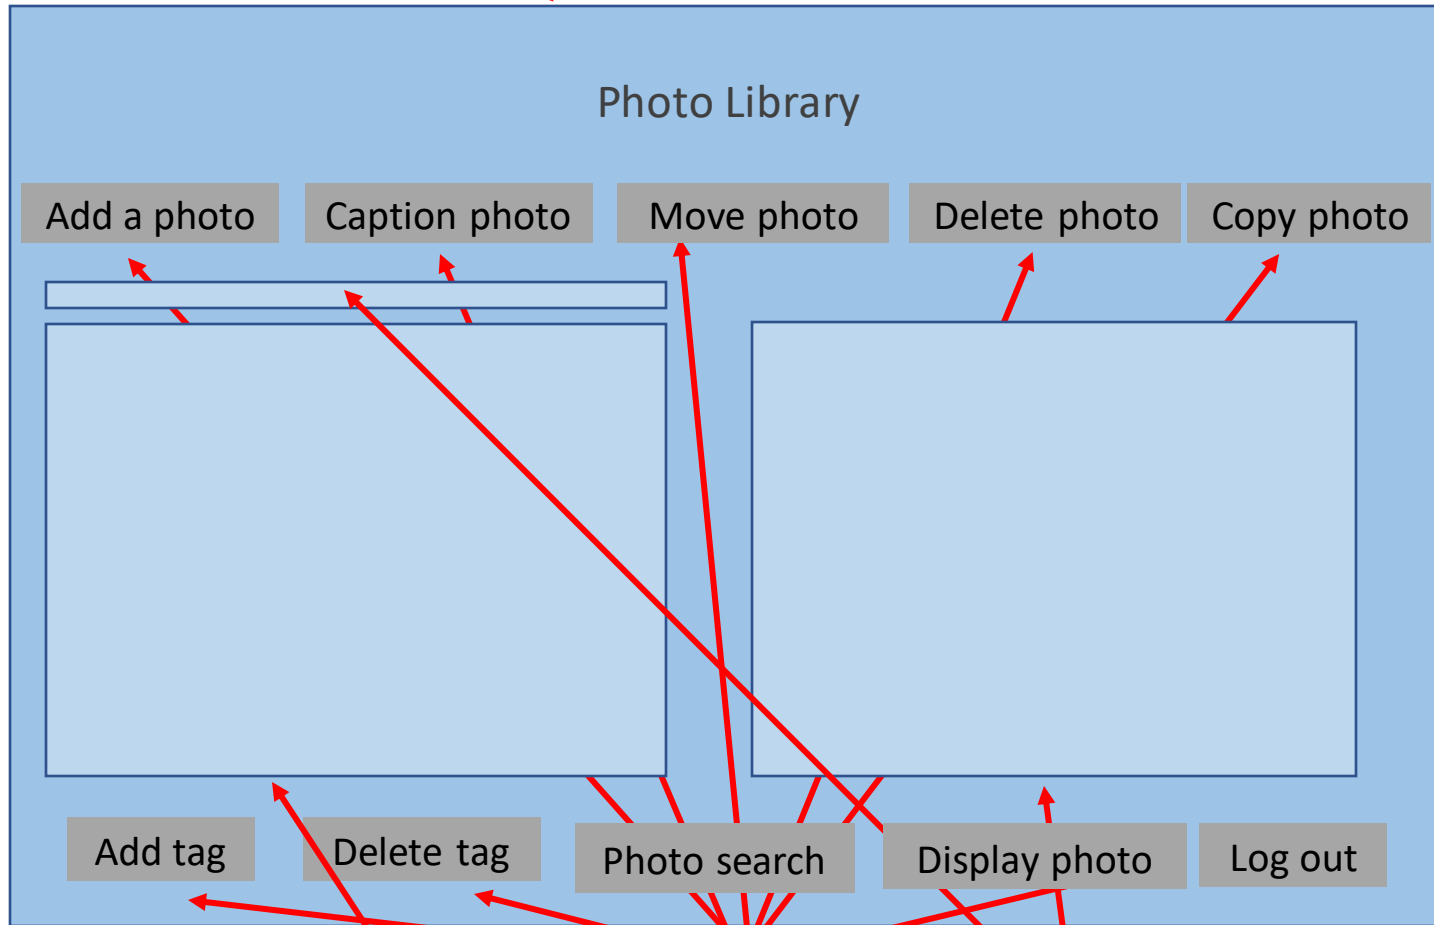 Photo Library
Add a photo
Caption photo
Move photo
Delete photo
Copy photo
Add tag
Delete tag
Photo search
Display photo
Log out